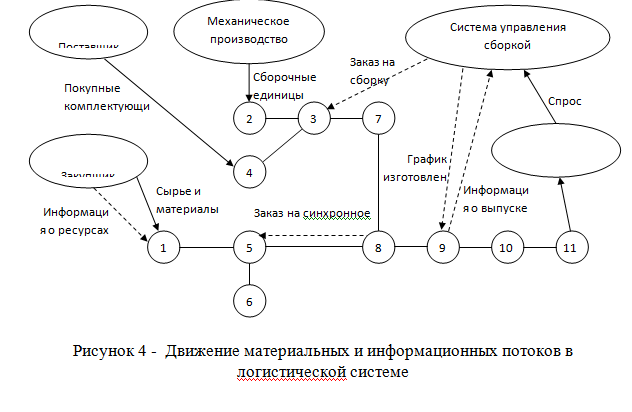 Механическое
производство
Система управления
сборкой
Поставщик
Покупные
комплектующи
Сборочные
единицы
Заказ на
сборку
Спрос
2
3
7
4
Закупщик
График
изготовлен
Информаци
я о выпуске
Сырье и
материалы
Информаци
я о ресурсах
Заказ на синхронное
1
5
8
9
10
11
6
Рисунок 4 - Движение материальных и информационных потоков в
логистической системе